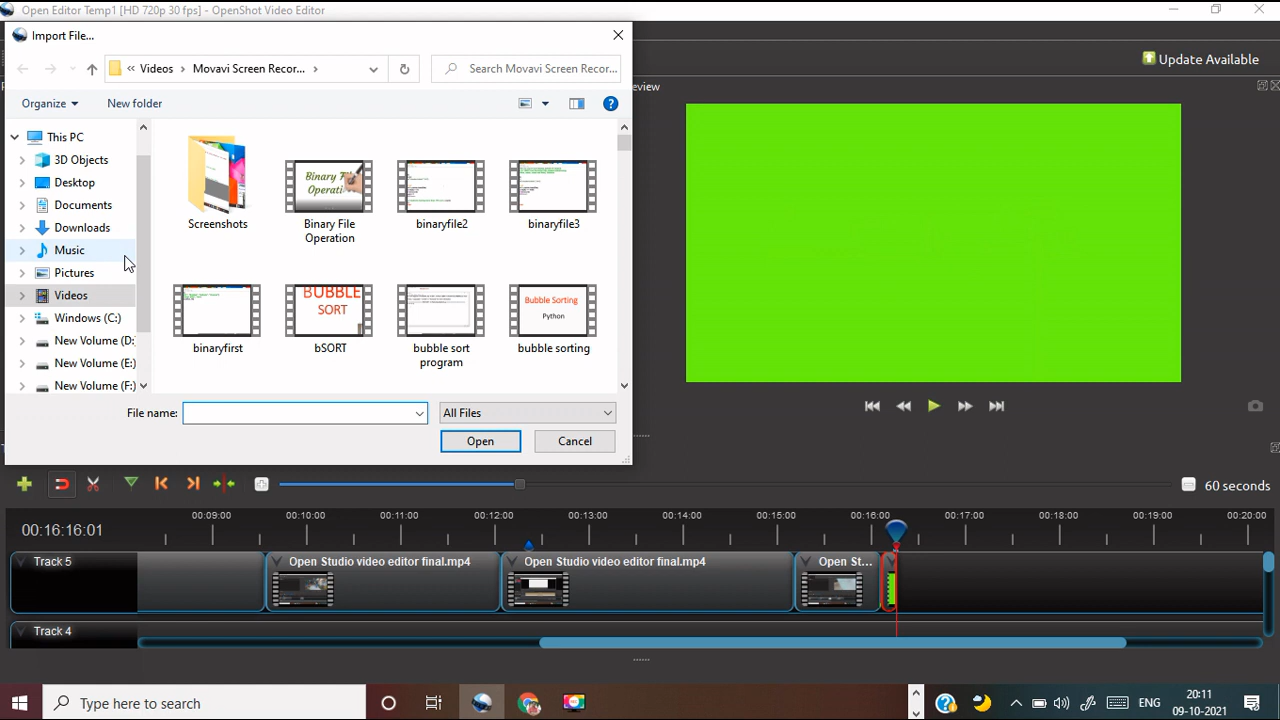 Open Editor Temp1 [HD 720p 30 fps] - OpenShot Video Editor
Import File...
Videos
Movavi Screen Recor...
Search Movavi Screen Recor...
Update Available
eview
Organize
New folder
This PC
3D Objects
Desktop
Documents
Downloads
Music
Pictures
Videos
Windows (C:)
New Volume (D:
New Volume (E:)
New Volume (F:)
Binary File
Operation
Screenshots
Binary File
Operation
binaryfile2
binaryfile3
BUBBLE
SORT
Bubble Sorting
Python
binaryfirst
bSORT
bubble sort
program
bubble sorting
File name:
All Files
Open
Cancel
60 seconds
00:16:16:01
00:09:00
00:10:00
00:11:00
00:12:00
00:13:00
00:14:00
00:15:00
00:16:00
00:17:00
00:18:00
00:19:00
00:20:00
Track 5
Open Studio video editor final.mp4
Open Studio video editor final.mp4
Open St...
Track 4
Type here to search
ENG
20:11
09-10-2021